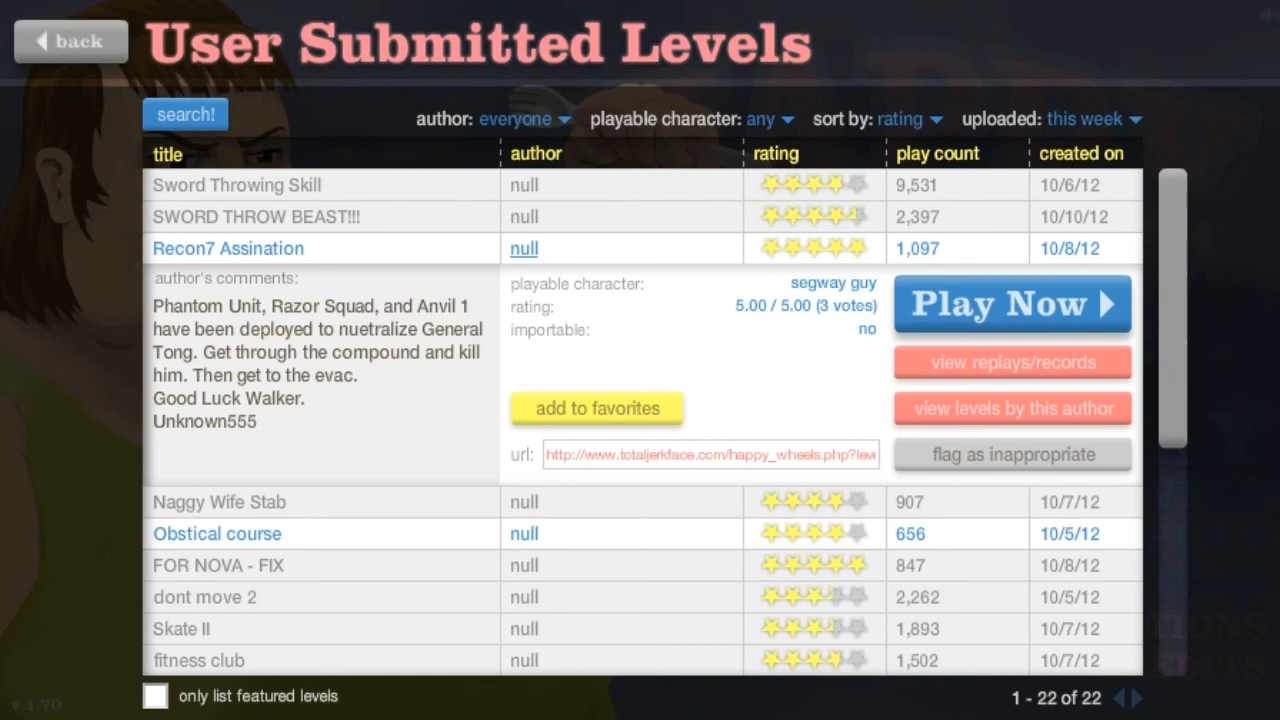 back
User Submitted Levels
search!
author: everyone playable character: any sort by: rating uploaded: this week
title author rating play count created on
Sword Throwing Skill null 9,531 10/6/12
SWORD THROW BEAST!!! null 2,397 10/10/12
Recon7 Assination null 1,097 10/8/12
author's comments:
Phantom Unit, Razor Squad, and Anvil 1
have been deployed to nuetralize General
Tong. Get through the compound and kill
him. Then get to the evac.
Good Luck Walker.
Unknown555
playable character: segway guy
rating: 5.00 / 5.00 (3 votes)
importable: no
add to favorites
url: http://www.totaljerkface.com/happy_wheels.php?leve
Play Now
view replays/records
view levels by this author
flag as inappropriate
Naggy Wife Stab null 907 10/7/12
Obstical course null 656 10/5/12
FOR NOVA - FIX null 847 10/8/12
dont move 2 null 2,262 10/5/12
Skate II null 1,893 10/7/12
fitness club null 1,502 10/7/12
only list featured levels
1 - 22 of 22
v 1.70